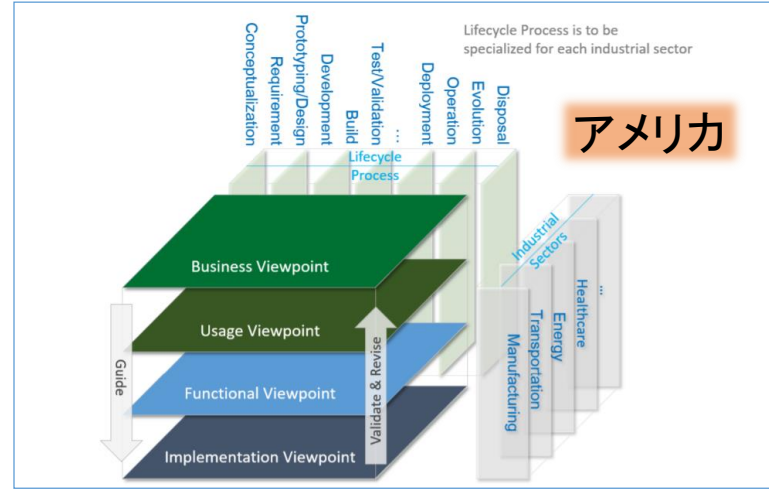 Lifecycle Process is to be
specialized for each industrial sector
アメリカ
Conceptualization
Requirement
Prototyping/Design
Development
Build
Test/Validation
...
Deployment
Operation
Evolution
Disposal
Lifecycle
Process
Industrial
Sectors
Business Viewpoint
Usage Viewpoint
Functional Viewpoint
Implementation Viewpoint
Guide
Validate & Revise
Manufacturing
Transportation
Energy
Healthcare
...